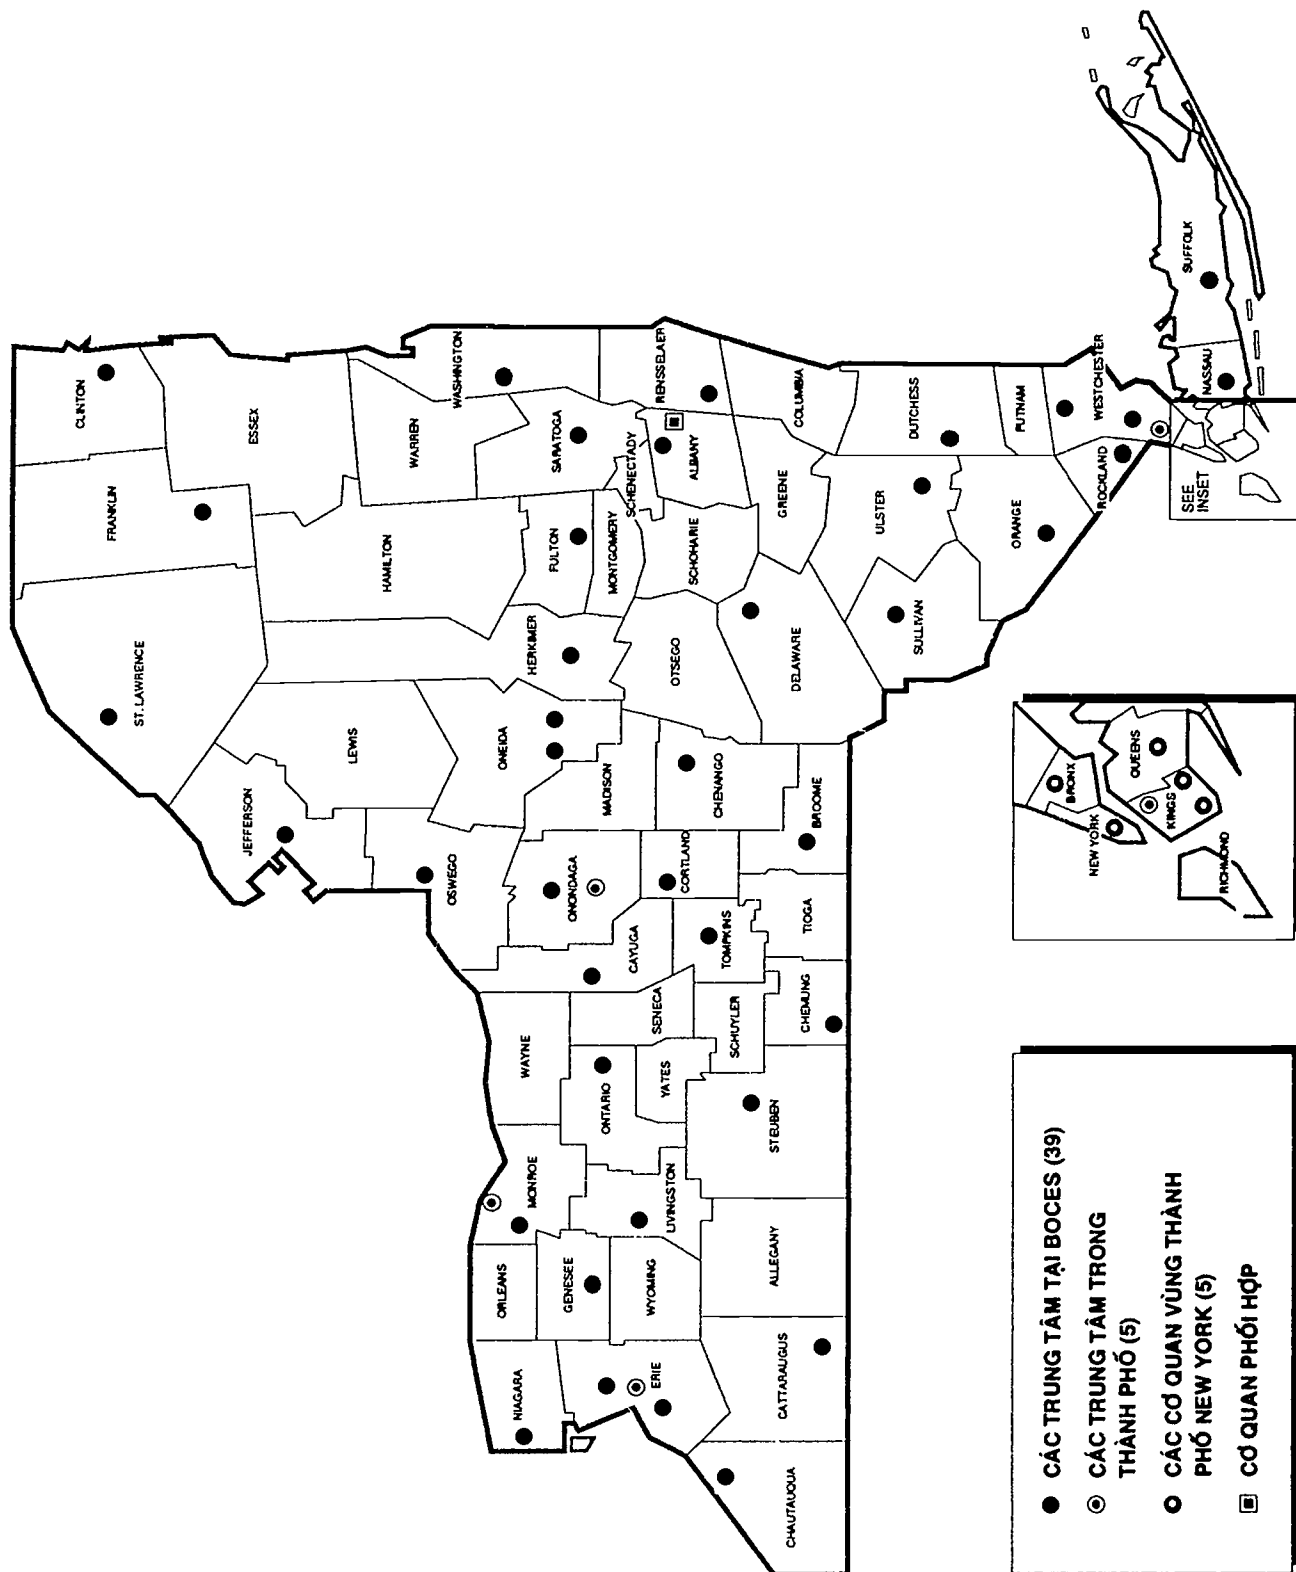 CLINTON
FRANKLIN
ST. LAWRENCE
ESSEX
JEFFERSON
LEWIS
HAMILTON
WARREN
WASHINGTON
HERKIMER
ONEIDA
OSWEGO
FULTON
SARATOGA
MONTGOMERY
SCHENECTADY
RENSSELAER
ALBANY
SCHOHARIE
OTSEGO
MADISON
ONONDAGA
CAYUGA
SENECA
WAYNE
ONTARIO
YATES
MONROE
LIVINGSTON
ORLEANS
GENESEE
WYOMING
NIAGARA
ERIE
CHAUTAUQUA
CATTARAUGUS
ALLEGANY
STEUBEN
SCHUYLER
CHEMUNG
TOMPKINS
TIOGA
CORTLAND
CHENANGO
BROOME
DELAWARE
GREENE
COLUMBIA
ULSTER
DUTCHESS
SULLIVAN
ORANGE
PUTNAM
WESTCHESTER
ROCKLAND
NASSAU
SUFFOLK
SEE
INSET
BRONX
NEW YORK
QUEENS
KINGS
RICHMOND
CÁC TRUNG TÂM TẠI BOCES (39)
CÁC TRUNG TÂM TRONG
THÀNH PHỐ (5)
CÁC CƠ QUAN VÙNG THÀNH
PHỐ NEW YORK (5)
CƠ QUAN PHỐI HỢP